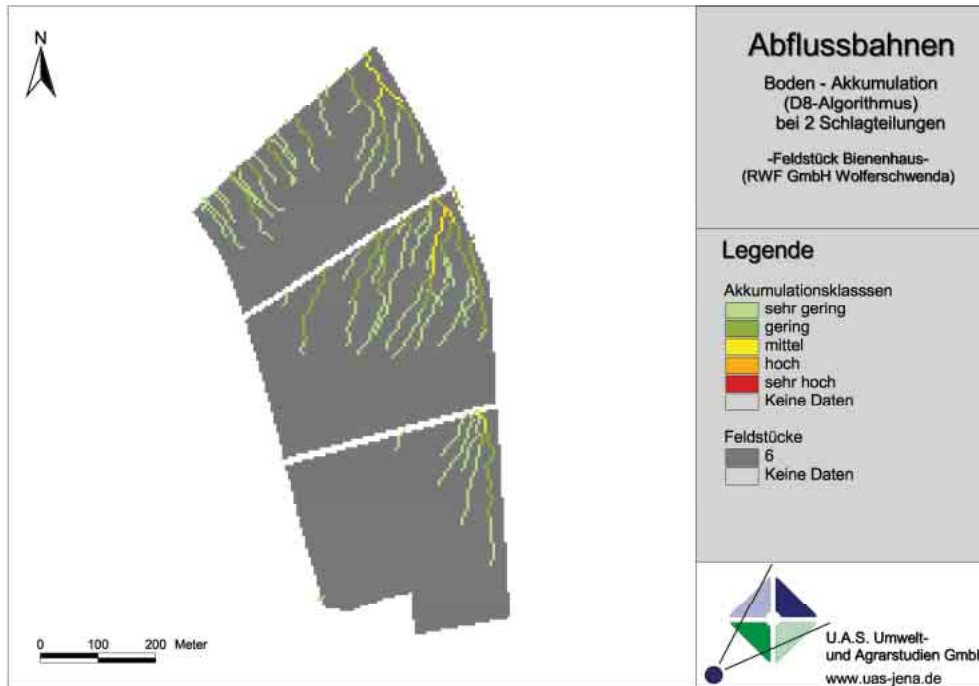 N
Abflussbahnen
Boden - Akkumulation
(D8-Algorithmus)
bei 2 Schlagteilungen
-Feldstück Bienenhaus-
(RWF GmbH Wolferschwenda)
Legende
Akkumulationsklasssen
sehr gering
gering
mittel
hoch
sehr hoch
Keine Daten
Feldstücke
6
Keine Daten
0 100 200 Meter
U.A.S. Umwelt-
und Agrarstudien GmbH
www.uas-jena.de